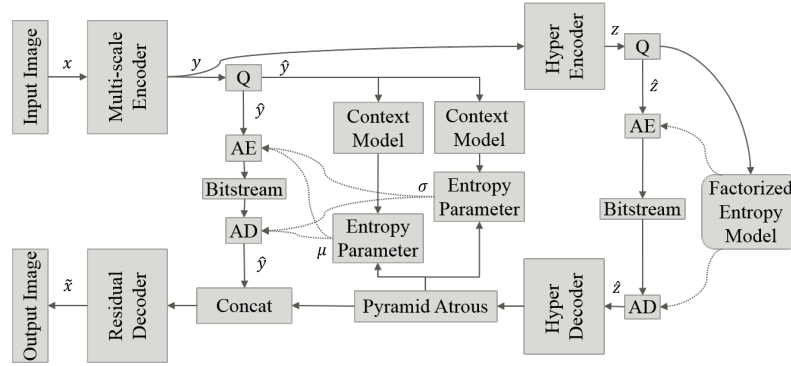 Input Image
x
Multi-scale
Encoder
y
Q
ŷ
Hyper
Encoder
z
Q
ŷ
Context
Model
Context
Model
ẑ
AE
AE
Bitstream
σ
Entropy
Parameter
Factorized
Entropy
Model
Bitstream
AD
μ
Entropy
Parameter
ŷ
Output Image
x̃
Residual
Decoder
Concat
Pyramid Atrous
Hyper
Decoder
ẑ
AD